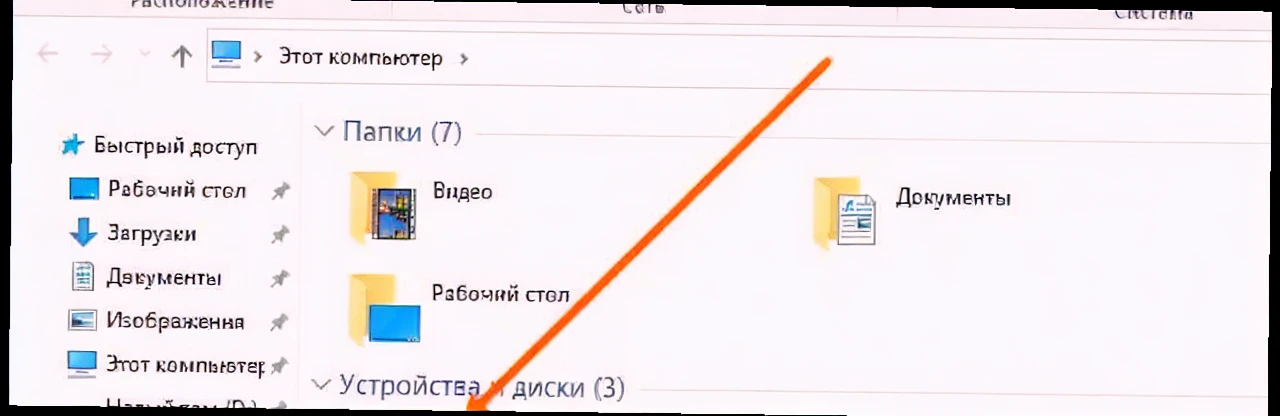 Расположение
Сеть
Система
Этот компьютер
Быстрый доступ
Рабочий стол
Загрузки
Документы
Изображения
Этот компьютер
Папки (7)
Видео
Документы
Рабочий стол
Устройства и диски (3)